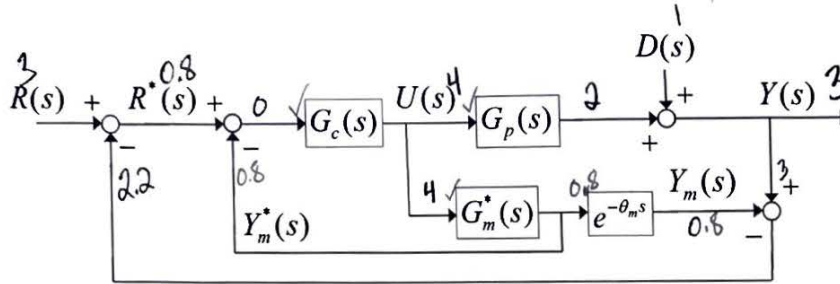 1
D(s)
3 0.8
R(s) + R*(s) + 0 ✓ G_c(s) U(s) 4 ✓ G_p(s) 2 + + Y(s) 3
− −
2.2 0.8 4 ✓ G*_m(s) 0.8 e^{-θ_m s} Y_m(s) 3 +
Y*_m(s) 0.8 −